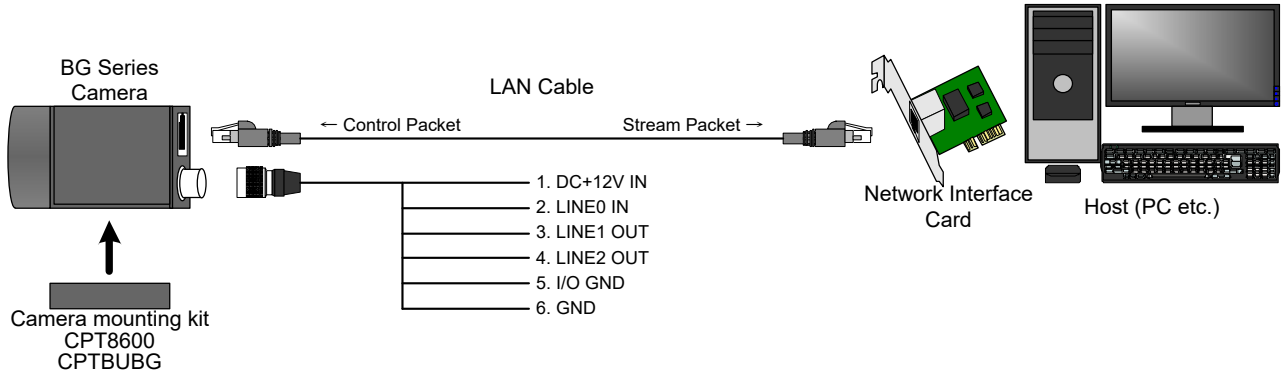 BG Series
Camera
LAN Cable
← Control Packet
Stream Packet →
1. DC+12V IN
2. LINE0 IN
3. LINE1 OUT
4. LINE2 OUT
5. I/O GND
6. GND
Network Interface
Card
Host (PC etc.)
Camera mounting kit
CPT8600
CPTBUBG